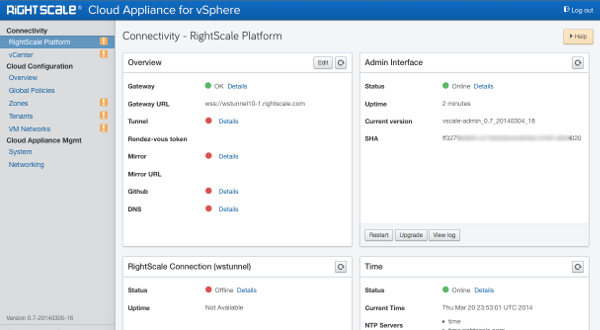 RIGHTSCALE® Cloud Appliance for vSphere
Log out
Connectivity
RightScale Platform
vCenter
Cloud Configuration
Overview
Global Policies
Zones
Tenants
VM Networks
Cloud Appliance Mgmt
System
Networking
Version 0.7-20140305-16
Connectivity - RightScale Platform
Help
Overview
Edit
Gateway OK Details
Gateway URL wss://wstunnel10-1.rightscale.com
Tunnel Details
Rendez-vous token
Mirror Details
Mirror URL
Github Details
DNS Details
Admin Interface
Status Online Details
Uptime 2 minutes
Current version vscale-admin_0.7_20140304_18
SHA
Restart Upgrade View log
RightScale Connection (wstunnel)
Status Offline Details
Uptime Not Available
Time
Status Online Details
Current Time Thu Mar 20 23:53:01 UTC 2014
NTP Servers • time